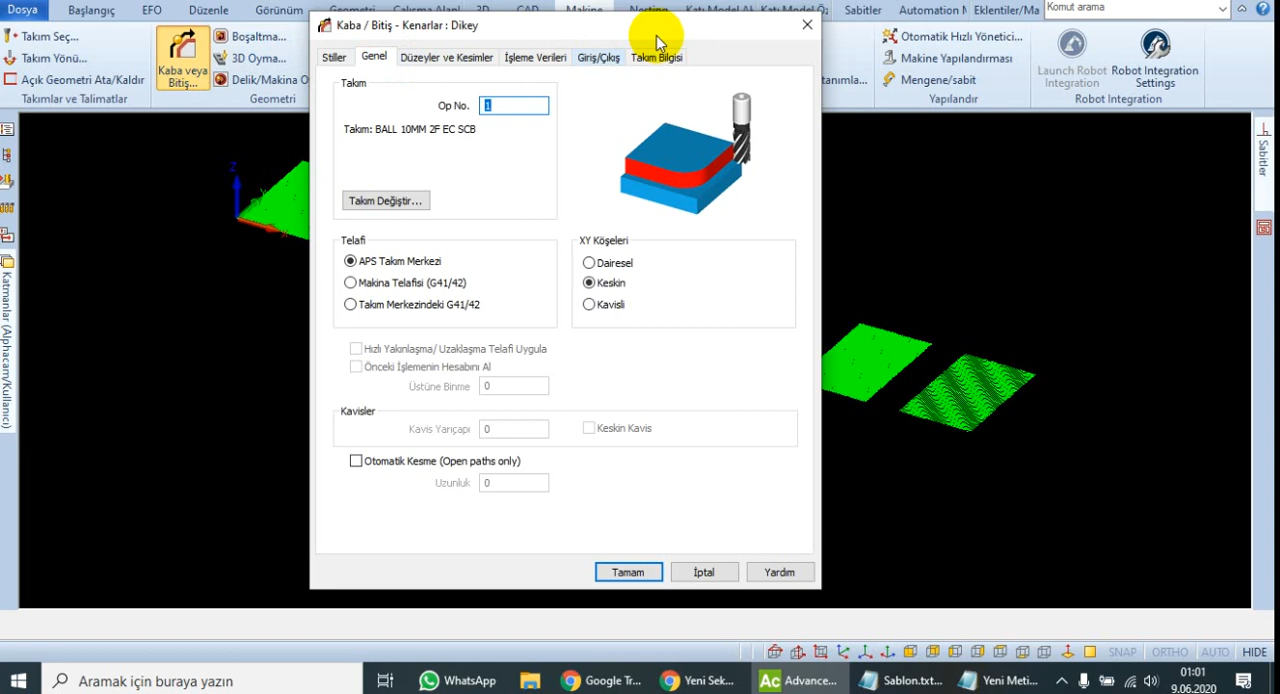 Dosya Başlangıç EFO Düzenle Görünüm Sabitler Automation M Eklentiler/Ma Komut arama
Takım Seç...
Takım Yönü...
Açık Geometri Ata/Kaldır
Takımlar ve Talimatlar
Kaba veya
Bitiş...
Boşaltma...
3D Oyma...
Delik/Makina O
Geometri
Otomatik Hızlı Yönetici...
Makine Yapılandırması
Mengene/sabit
Yapılandır
Launch Robot
Integration
Robot Integration
Settings
Robot Integration
Kaba / Bitiş - Kenarlar : Dikey
Stiller Genel Düzeyler ve Kesimler İşleme Verileri Giriş/Çıkış Takım Bilgisi
Takım
Op No. 1
Takım: BALL 10MM 2F EC SCB
Takım Değiştir...
Telafi
APS Takım Merkezi
Makina Telafisi (G41/42)
Takım Merkezindeki G41/42
XY Köşeleri
Dairesel
Keskin
Kavisli
Hızlı Yakınlaşma/ Uzaklaşma Telafi Uygula
Önceki İşlemenin Hesabını Al
Üstüne Binme 0
Kavisler
Kavis Yarıçapı 0
Keskin Kavis
Otomatik Kesme (Open paths only)
Uzunluk 0
Tamam İptal Yardım
Katmanlar (Alphacam/Kullanıcı)
Sabitler
Z
SNAP ORTHO AUTO HIDE
Aramak için buraya yazın
WhatsApp
Google Tr...
Yeni Sek...
Ac Advance...
Sablon.txt...
Yeni Meti...
01:01
9.06.2020